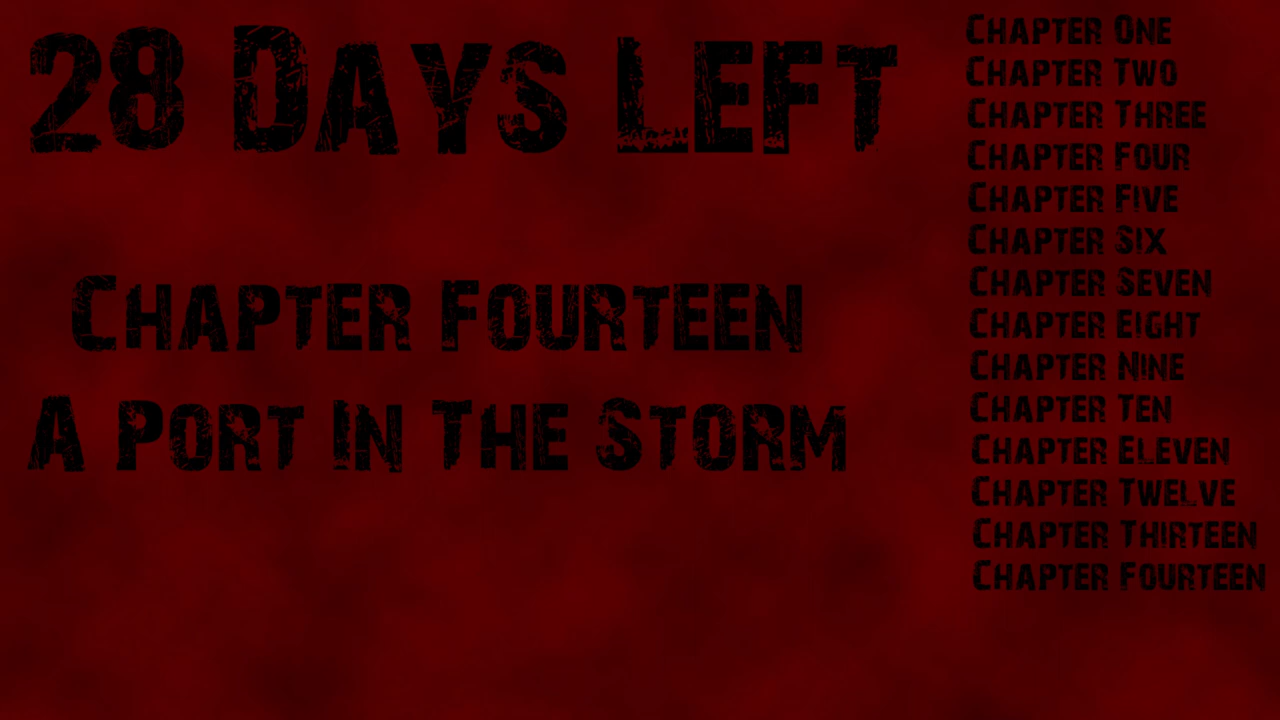 28 Days Left
Chapter Fourteen
A Port In The Storm
Chapter One
Chapter Two
Chapter Three
Chapter Four
Chapter Five
Chapter Six
Chapter Seven
Chapter Eight
Chapter Nine
Chapter Ten
Chapter Eleven
Chapter Twelve
Chapter Thirteen
Chapter Fourteen